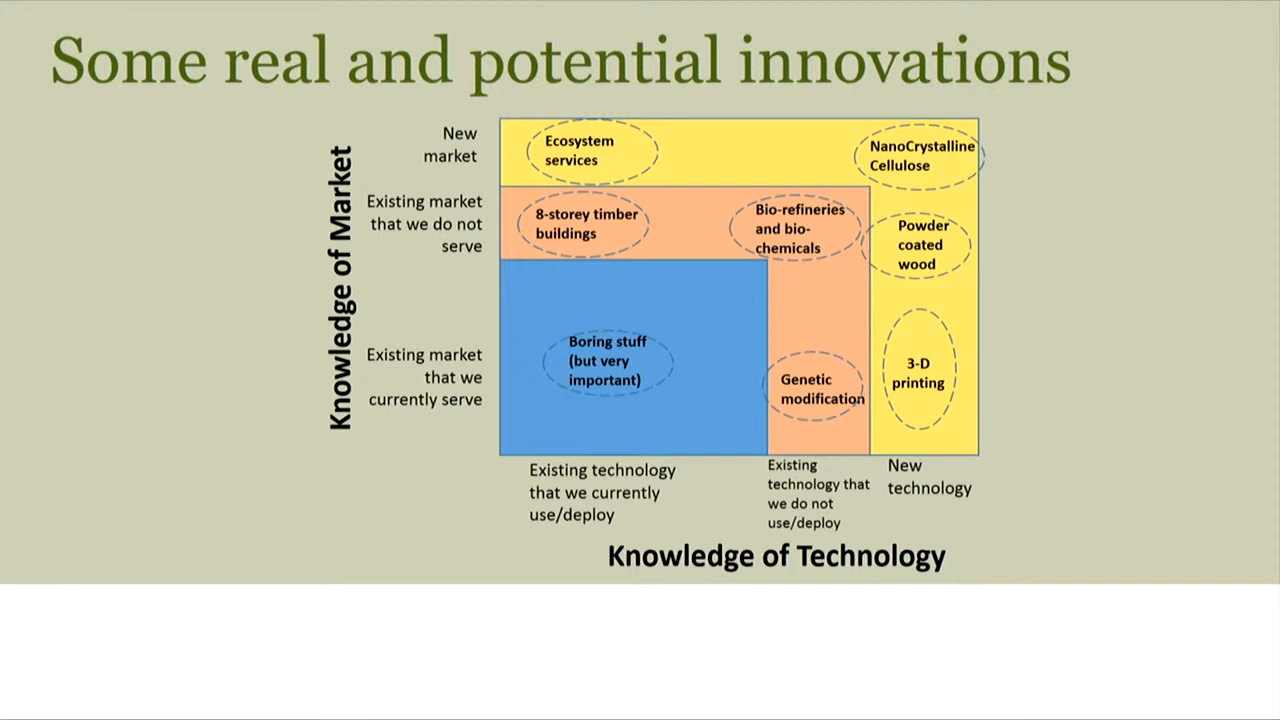 Some real and potential innovations
Knowledge of Market
New
market
Existing market
that we do not
serve
Existing market
that we
currently serve
Ecosystem
services
NanoCrystalline
Cellulose
8-storey timber
buildings
Bio-refineries
and bio-
chemicals
Powder
coated
wood
Boring stuff
(but very
important)
Genetic
modification
3-D
printing
Existing technology
that we currently
use/deploy
Existing
technology that
we do not
use/deploy
New
technology
Knowledge of Technology